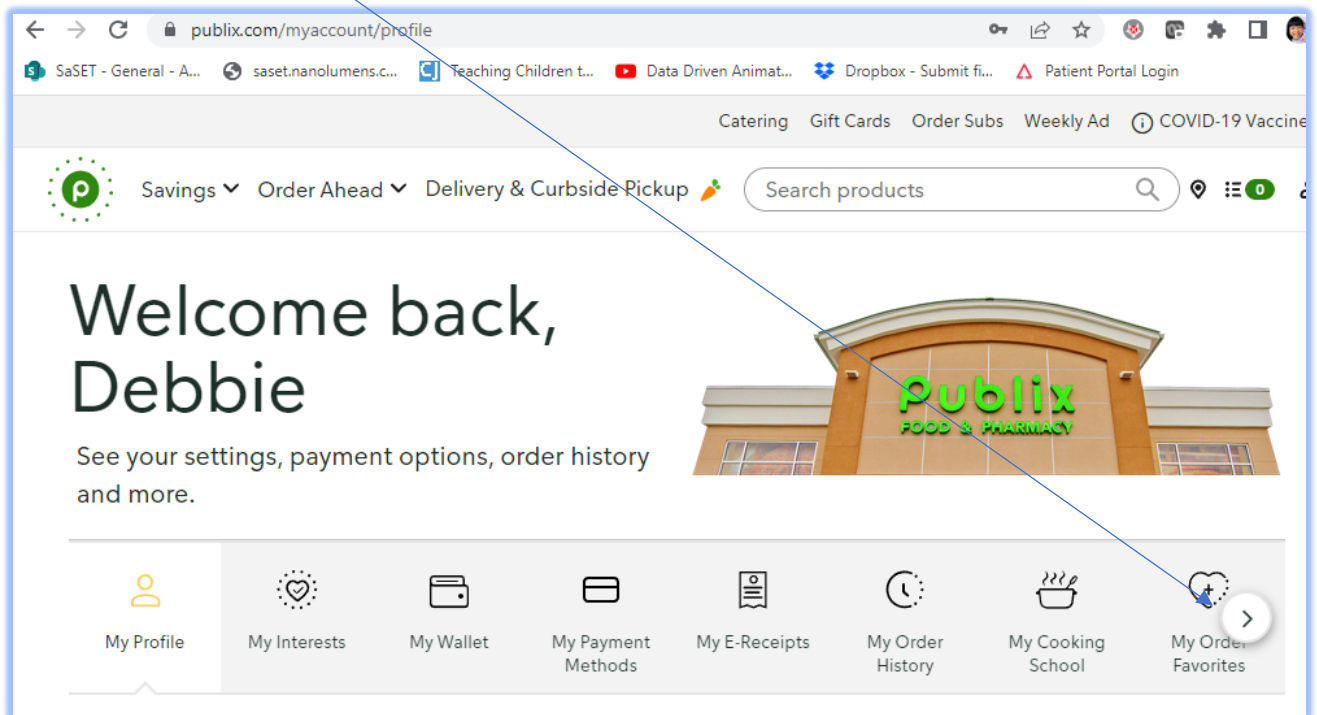 publix.com/myaccount/profile
SaSET - General - A... saset.nanolumens.c... Teaching Children t... Data Driven Animat... Dropbox - Submit fi... Patient Portal Login
Catering Gift Cards Order Subs Weekly Ad COVID-19 Vaccine
p Savings Order Ahead Delivery & Curbside Pickup Search products 0
Welcome back,
Debbie
See your settings, payment options, order history
and more.
Publix
FOOD & PHARMACY
My Profile My Interests My Wallet My Payment Methods My E-Receipts My Order History My Cooking School My Order Favorites